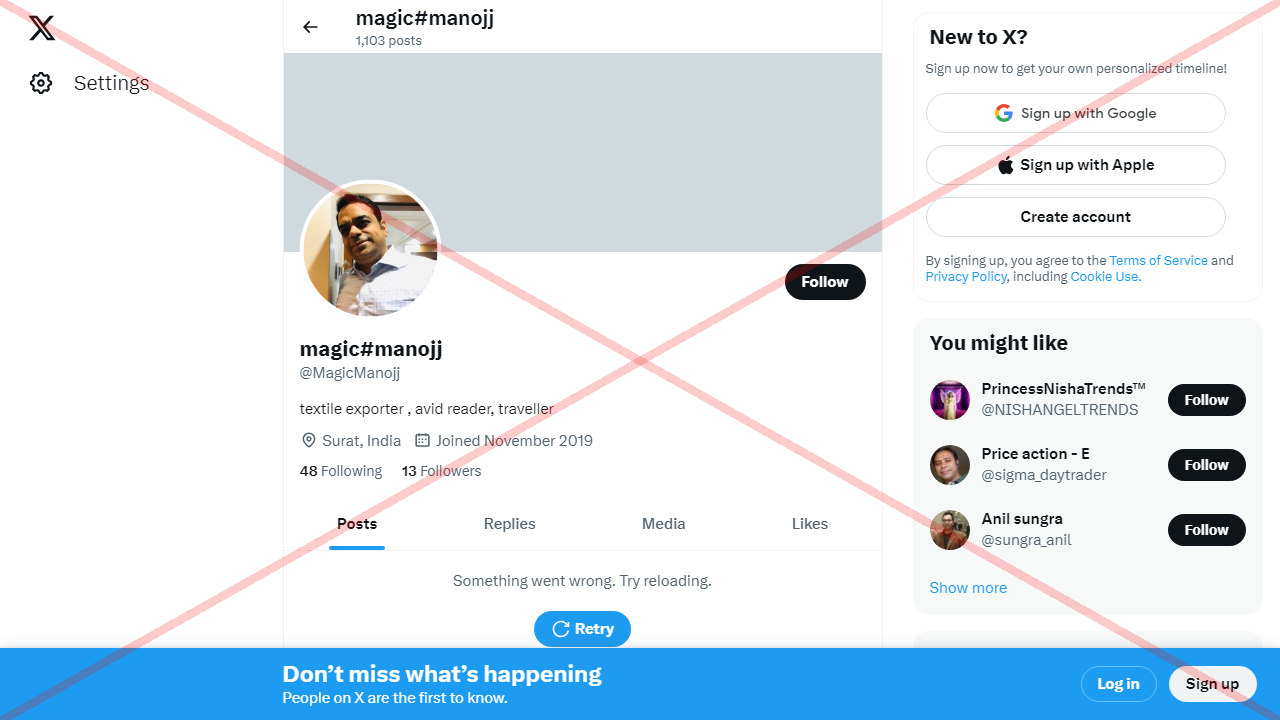 Settings
magic#manojj
1,103 posts
Follow
magic#manojj
@MagicManojj
textile exporter , avid reader, traveller
Surat, India Joined November 2019
48 Following 13 Followers
Posts Replies Media Likes
Something went wrong. Try reloading.
Retry
New to X?
Sign up now to get your own personalized timeline!
Sign up with Google
Sign up with Apple
Create account
By signing up, you agree to the Terms of Service and
Privacy Policy, including Cookie Use.
You might like
PrincessNishaTrends™
@NISHANGELTRENDS
Follow
Price action - E
@sigma_daytrader
Follow
Anil sungra
@sungra_anil
Follow
Show more
Don’t miss what’s happening
People on X are the first to know.
Log in
Sign up